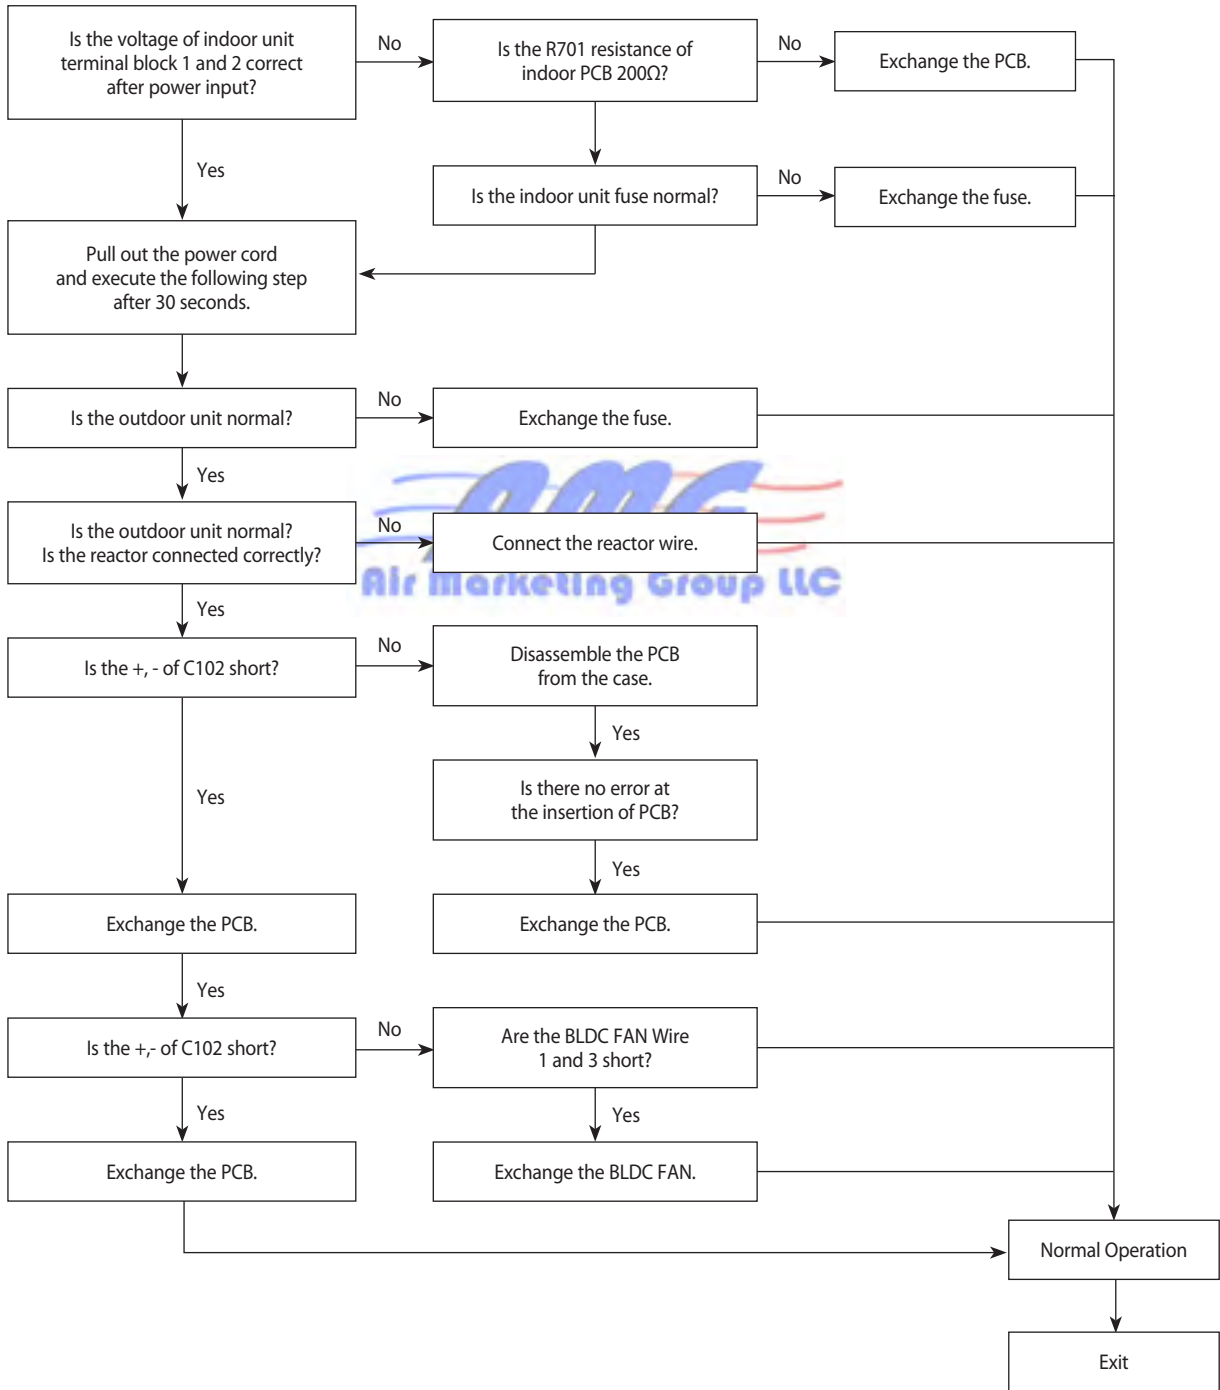 Is the voltage of indoor unit
terminal block 1 and 2 correct
after power input?
No
Is the R701 resistance of
indoor PCB 200Ω?
No
Exchange the PCB.
Yes
Is the indoor unit fuse normal?
No
Exchange the fuse.
Pull out the power cord
and execute the following step
after 30 seconds.
Is the outdoor unit normal?
No
Exchange the fuse.
Yes
AMG
Air Marketing Group LLC
Is the outdoor unit normal?
Is the reactor connected correctly?
No
Connect the reactor wire.
Yes
Is the +, - of C102 short?
No
Disassemble the PCB
from the case.
Yes
Is there no error at
the insertion of PCB?
Yes
Yes
Exchange the PCB.
Exchange the PCB.
Yes
Is the +,- of C102 short?
No
Are the BLDC FAN Wire
1 and 3 short?
Yes
Yes
Exchange the PCB.
Exchange the BLDC FAN.
Normal Operation
Exit